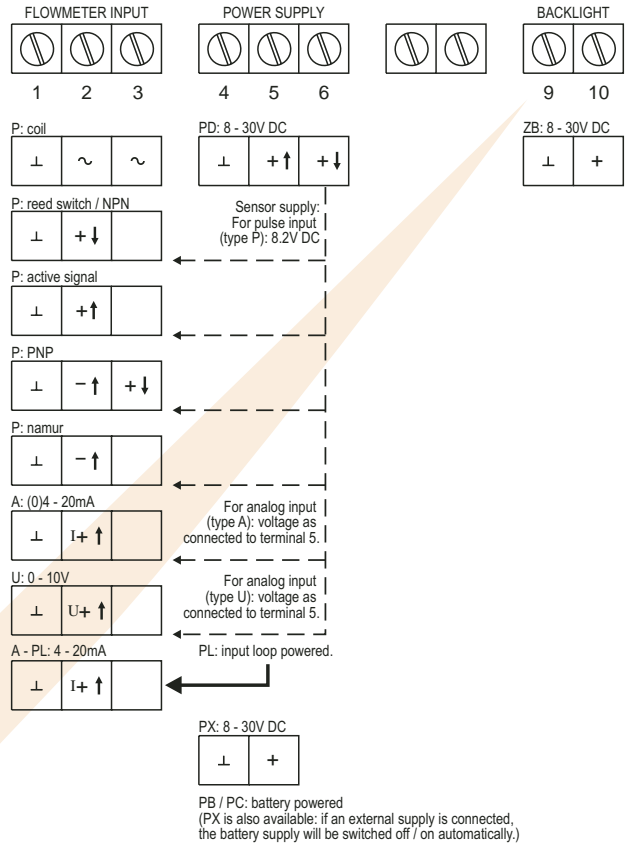 FLOWMETER INPUT
POWER SUPPLY
BACKLIGHT
1 2 3
4 5 6
9 10
P: coil
⊥ ~ ~
PD: 8 - 30V DC
⊥ +↑ +↓
ZB: 8 - 30V DC
⊥ +
P: reed switch / NPN
⊥ +↓
Sensor supply:
For pulse input
(type P): 8.2V DC
P: active signal
⊥ +↑
P: PNP
⊥ -↑ +↓
P: namur
⊥ -↑
A: (0)4 - 20mA
⊥ I+ ↑
For analog input
(type A): voltage as
connected to terminal 5.
U: 0 - 10V
⊥ U+ ↑
For analog input
(type U): voltage as
connected to terminal 5.
A - PL: 4 - 20mA
⊥ I+ ↑
PL: input loop powered.
PX: 8 - 30V DC
⊥ +
PB / PC: battery powered
(PX is also available: if an external supply is connected,
the battery supply will be switched off / on automatically.)